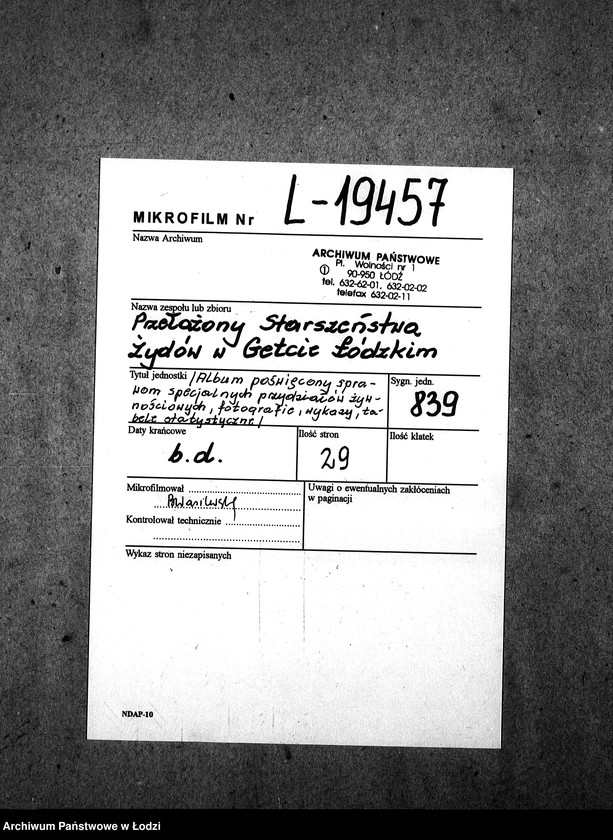 MIKROFILM Nr L-19457
Nazwa Archiwum
ARCHIWUM PAŃSTWOWE
Pl. Wolności nr 1
① 90-950 ŁÓDŹ
tel. 632-62-01, 632-02-02
telefax 632-02-11
Nazwa zespołu lub zbioru
Przełożony Starszeństwa
Żydów w Getcie Łódzkim
Tytuł jednostki /Album poświęcony spra-
wom specjalnych przydziałów żyw-
nościowych, fotografie, wykazy, ta-
bele statystyczne/
Sygn. jedn.
839
Daty krańcowe
b.d.
Ilość stron
29
Ilość klatek
Mikrofilmował
Kontrolował technicznie
Uwagi o ewentualnych zakłóceniach
w paginacji
Wykaz stron niezapisanych
NDAP-10
Archiwum Państwowe w Łodzi